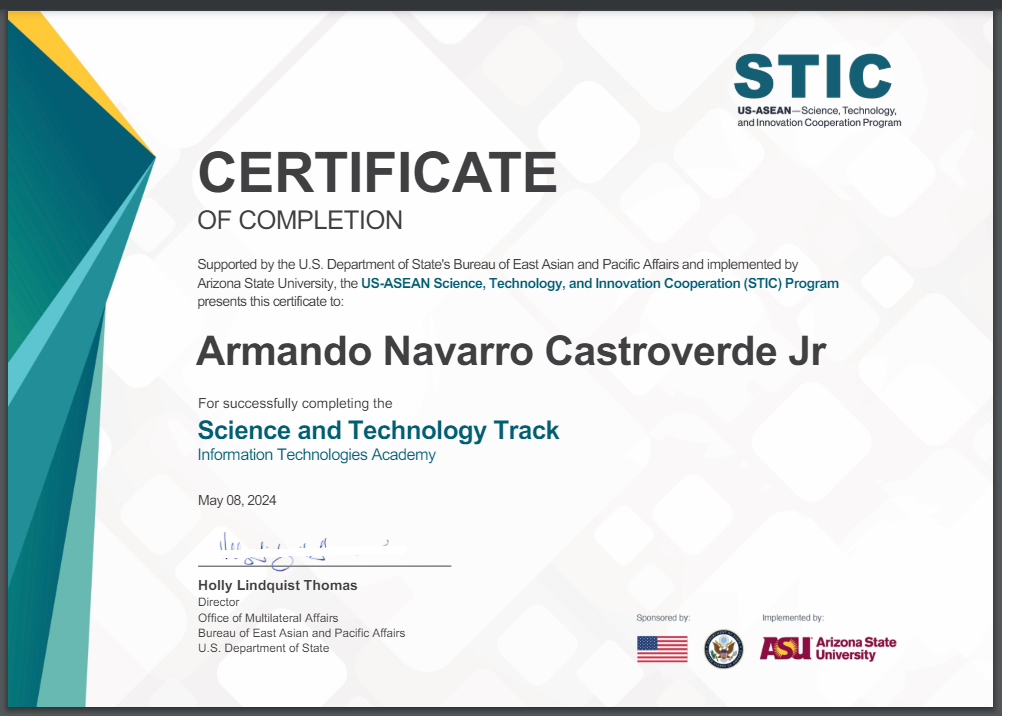 STIC
US-ASEAN—Science, Technology,
and Innovation Cooperation Program
CERTIFICATE
OF COMPLETION
Supported by the U.S. Department of State's Bureau of East Asian and Pacific Affairs and implemented by
Arizona State University, the US-ASEAN Science, Technology, and Innovation Cooperation (STIC) Program
presents this certificate to:
Armando Navarro Castroverde Jr
For successfully completing the
Science and Technology Track
Information Technologies Academy
May 08, 2024
Holly Lindquist Thomas
Director
Office of Multilateral Affairs
Bureau of East Asian and Pacific Affairs
U.S. Department of State
Sponsored by:
Implemented by:
ASU Arizona State
University